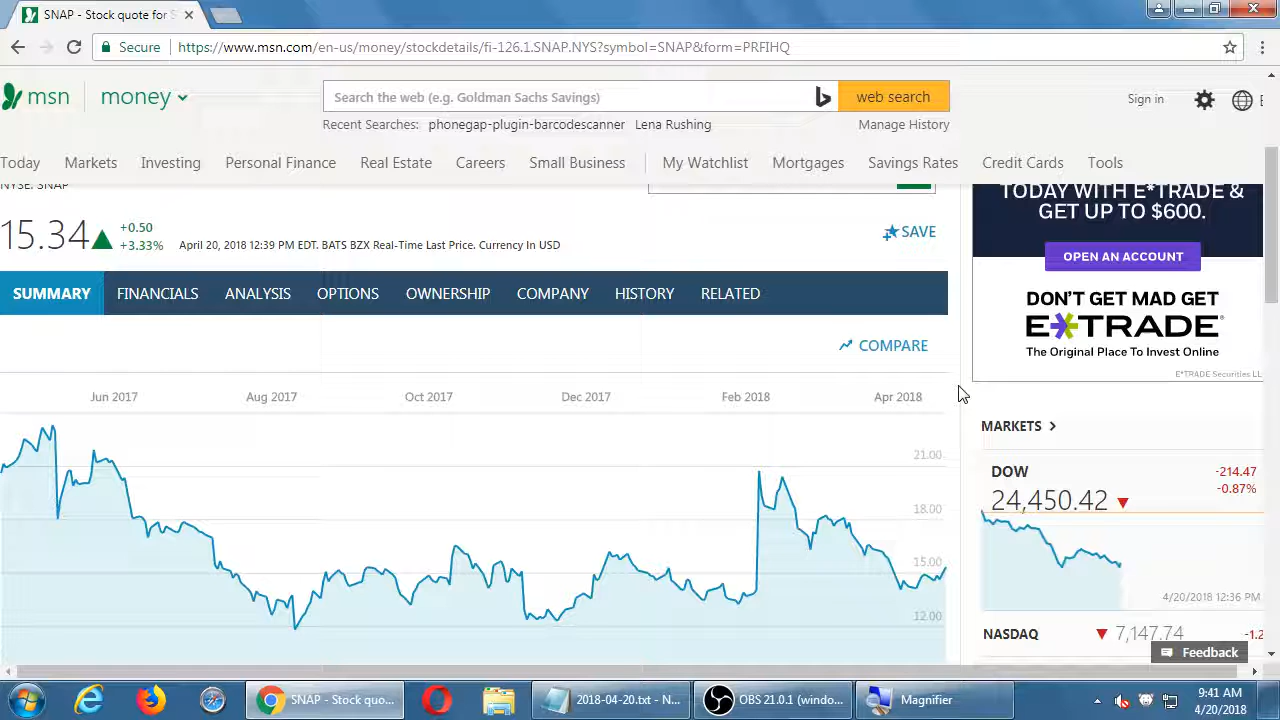 SNAP - Stock quote for S
Secure
https://www.msn.com/en-us/money/stockdetails/fi-126.1.SNAP.NYS?symbol=SNAP&form=PRFIHQ
msn
money
Search the web (e.g. Goldman Sachs Savings)
web search
Sign in
Recent Searches: phonegap-plugin-barcodescanner Lena Rushing
Manage History
Today Markets Investing Personal Finance Real Estate Careers Small Business My Watchlist Mortgages Savings Rates Credit Cards Tools
NYSE: SNAP
15.34
+0.50
+3.33%
April 20, 2018 12:39 PM EDT. BATS BZX Real-Time Last Price. Currency In USD
SAVE
SUMMARY FINANCIALS ANALYSIS OPTIONS OWNERSHIP COMPANY HISTORY RELATED
COMPARE
Jun 2017 Aug 2017 Oct 2017 Dec 2017 Feb 2018 Apr 2018
21.00
18.00
15.00
12.00
TODAY WITH E*TRADE &
GET UP TO $600.
OPEN AN ACCOUNT
DON'T GET MAD GET
E*TRADE®
The Original Place To Invest Online
E*TRADE Securities LL
MARKETS
DOW
-214.47
24,450.42
-0.87%
4/20/2018 12:36 PM
NASDAQ 7,147.74 -1.2
Feedback
SNAP - Stock quo...
2018-04-20.txt - N...
OBS 21.0.1 (windo...
Magnifier
9:41 AM
4/20/2018